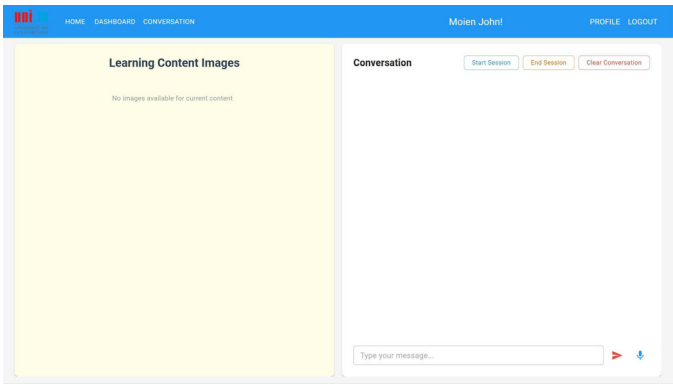 HOME DASHBOARD CONVERSATION Moien John! PROFILE LOGOUT
Learning Content Images
No images available for current content
Conversation Start Session End Session Clear Conversation
Type your message...